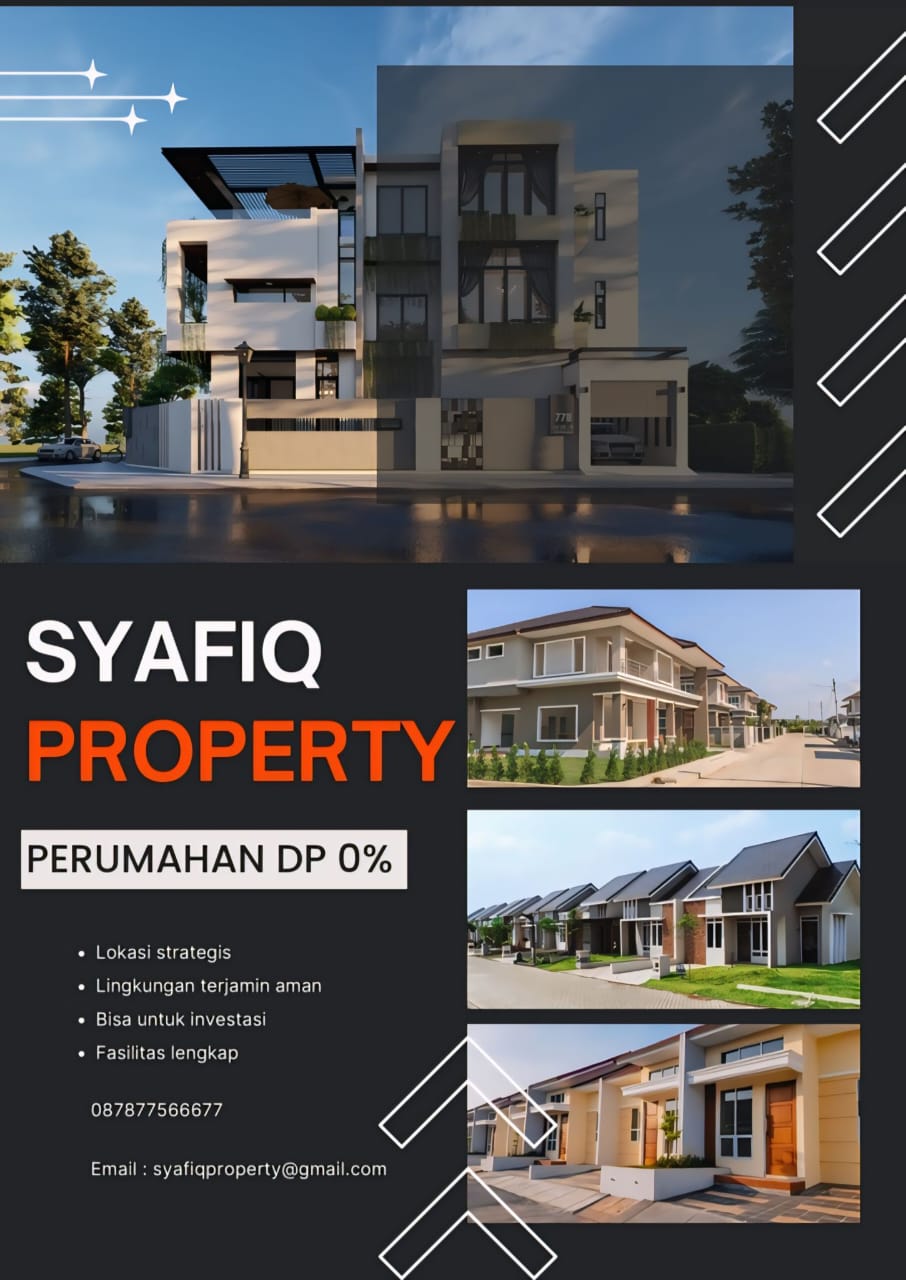 SYAFIQ
PROPERTY
PERUMAHAN DP 0%
Lokasi strategis
Lingkungan terjamin aman
Bisa untuk investasi
Fasilitas lengkap
087877566677
Email : syafiqproperty@gmail.com